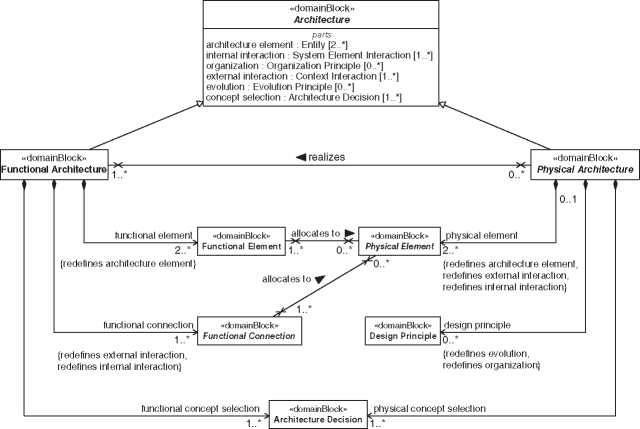 «domainBlock»
Architecture
parts
architecture element : Entity [2..*]
internal interaction : System Element Interaction [1..*]
organization : Organization Principle [0..*]
external interaction : Context Interaction [1..*]
evolution : Evolution Principle [0..*]
concept selection : Architecture Decision [1..*]
«domainBlock»
Functional Architecture
◀ realizes
1..*
0..*
«domainBlock»
Physical Architecture
0..1
functional element
2..*
{redefines architecture element}
«domainBlock»
Functional Element
allocates to ▶
1..*
0..*
«domainBlock»
Physical Element
0..*
physical element
2..*
{redefines architecture element,
redefines external interaction,
redefines internal interaction}
allocates to
1..*
functional connection
1..*
{redefines external interaction,
redefines internal interaction}
«domainBlock»
Functional Connection
«domainBlock»
Design Principle
design principle
0..*
{redefines evolution,
redefines organization}
functional concept selection
1..*
«domainBlock»
Architecture Decision
physical concept selection
1..*